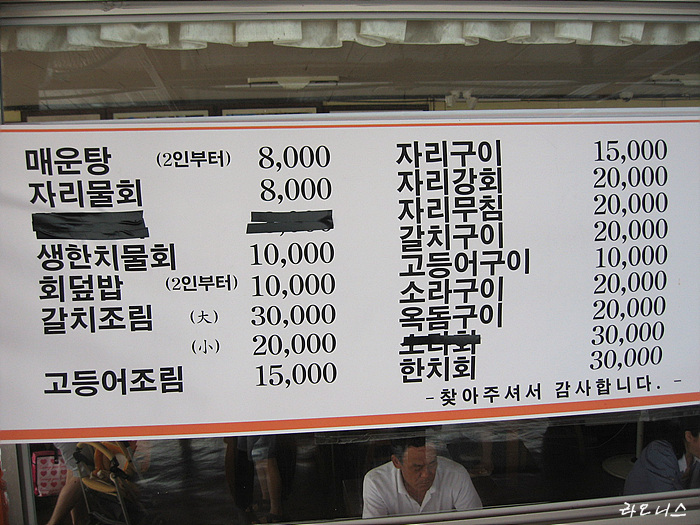 매운탕 (2인부터) 8,000
자리물회 8,000
생한치물회 10,000
회덮밥 (2인부터) 10,000
갈치조림 (大) 30,000
(小) 20,000
고등어조림 15,000
자리구이 15,000
자리강회 20,000
자리무침 20,000
갈치구이 20,000
고등어구이 10,000
소라구이 20,000
옥돔구이 20,000
30,000
한치회 30,000
-찾아주셔서 감사합니다. -
라도니스